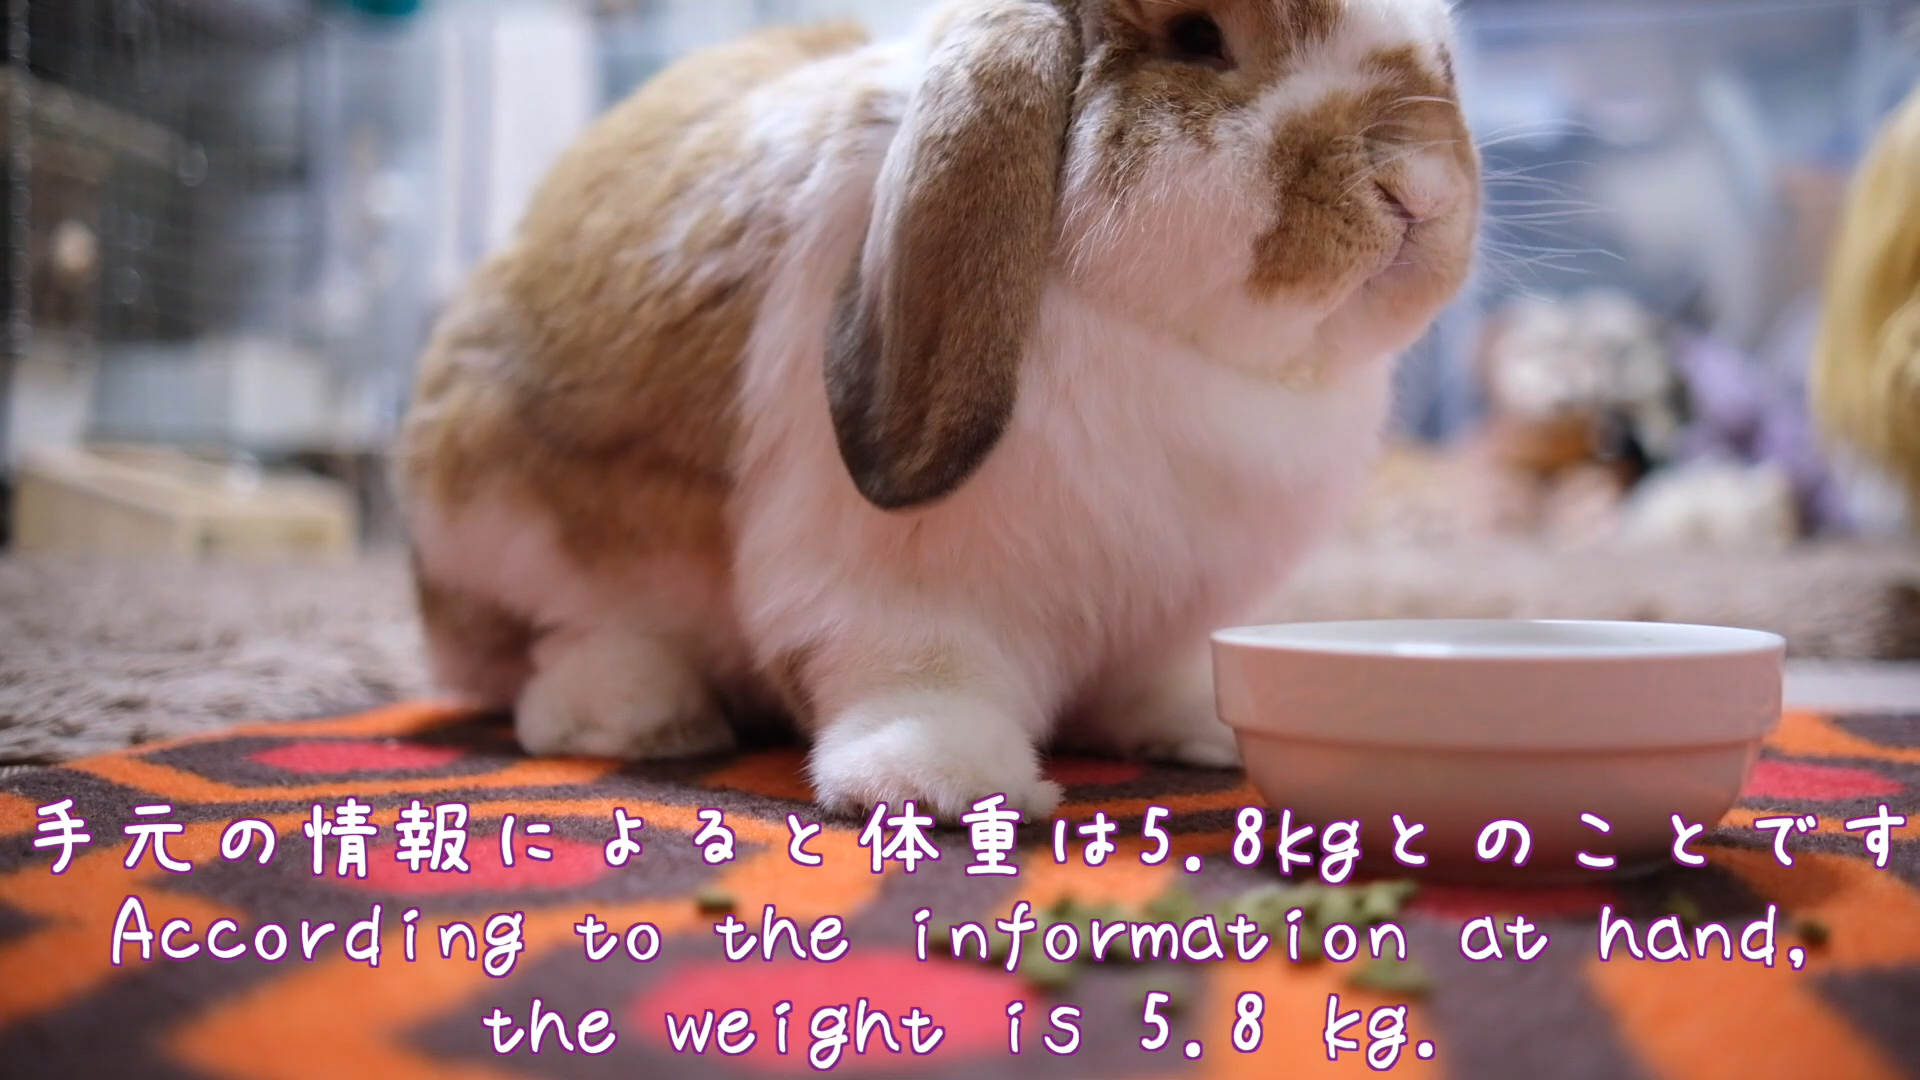 手元の情報によると体重は5.8kgとのことです
According to the information at hand,
the weight is 5.8 kg.